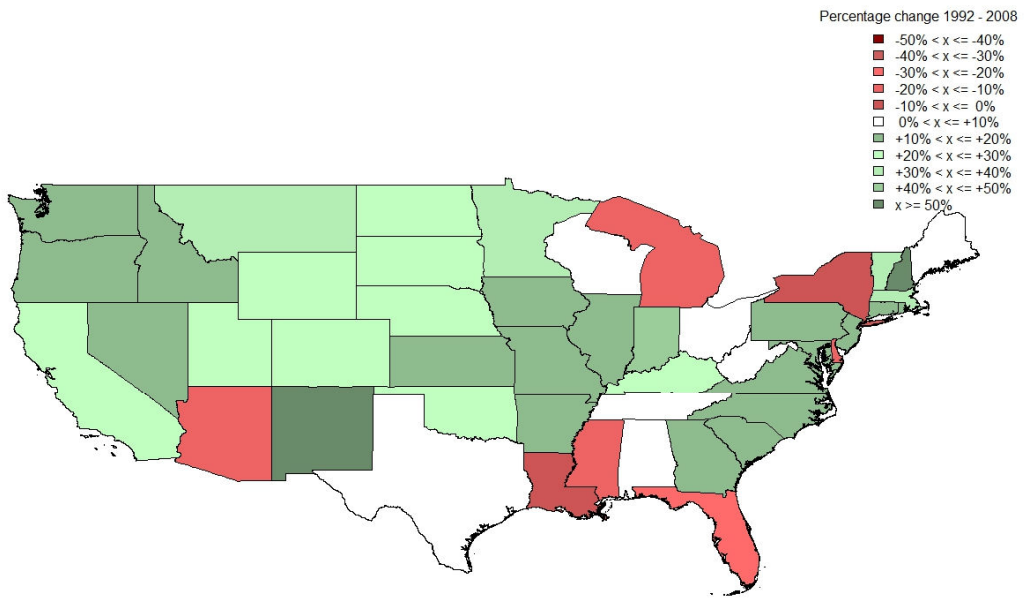 Percentage change 1992 - 2008
-50% < x <= -40%
-40% < x <= -30%
-30% < x <= -20%
-20% < x <= -10%
-10% < x <= 0%
0% < x <= +10%
+10% < x <= +20%
+20% < x <= +30%
+30% < x <= +40%
+40% < x <= +50%
x >= 50%